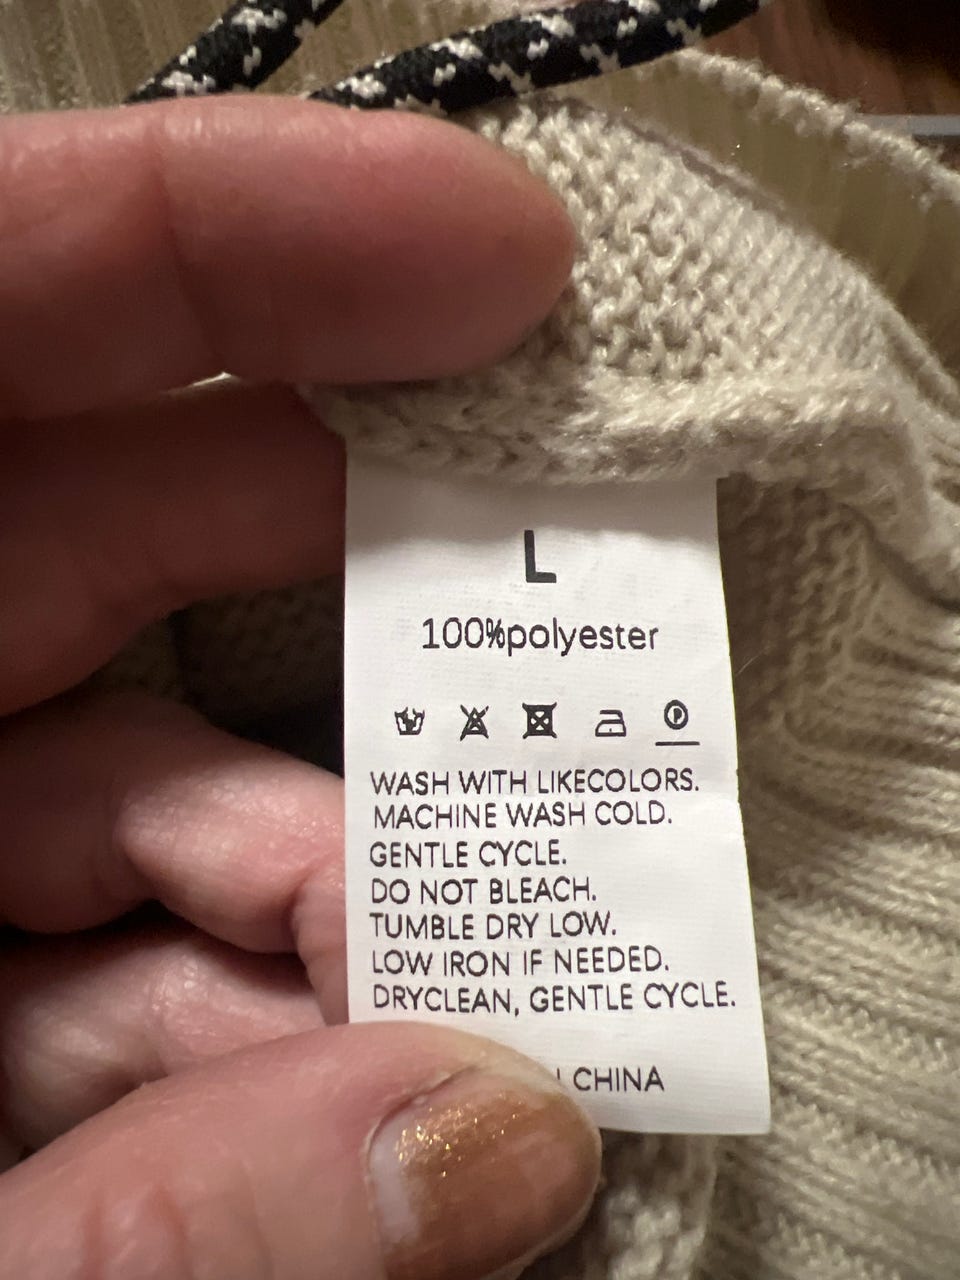 L
100%polyester
P
WASH WITH LIKECOLORS.
MACHINE WASH COLD.
GENTLE CYCLE.
DO NOT BLEACH.
TUMBLE DRY LOW.
LOW IRON IF NEEDED.
DRYCLEAN, GENTLE CYCLE.
CHINA